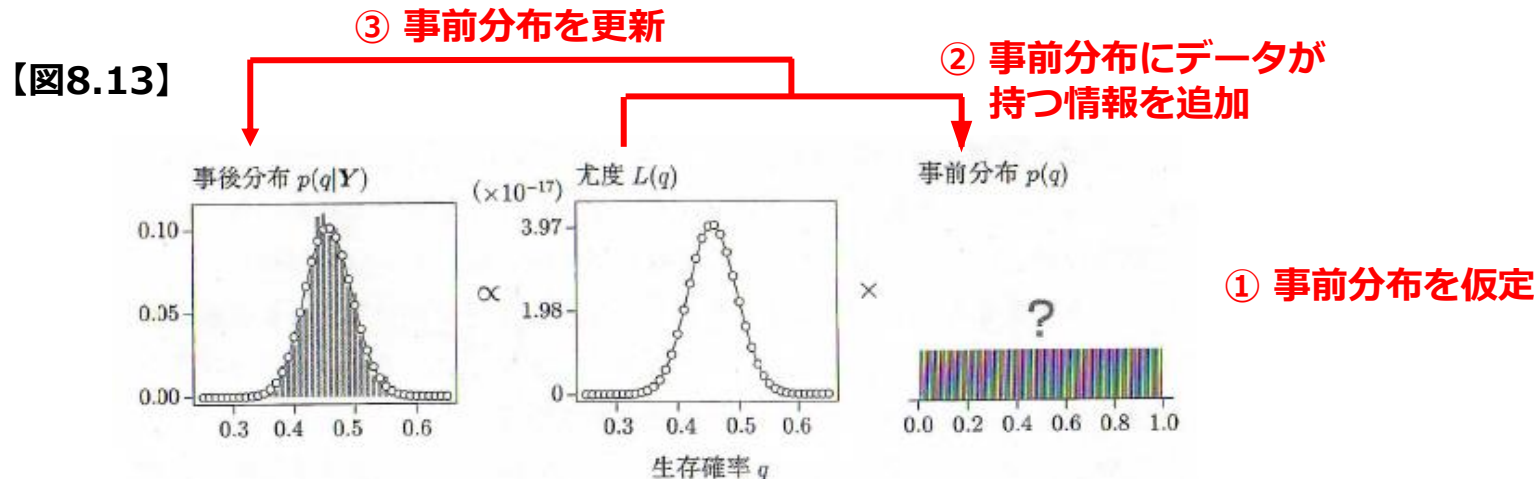 ③ 事前分布を更新
【図8.13】
② 事前分布にデータが
持つ情報を追加
事後分布 p(q|Y)
(×10⁻¹⁷)
尤度 L(q)
事前分布 p(q)
0.10
0.05
0.00
0.3 0.4 0.5 0.6
∝
3.97
1.98
0
0.3 0.4 0.5 0.6
生存確率 q
×
?
0.0 0.2 0.4 0.6 0.8 1.0
① 事前分布を仮定